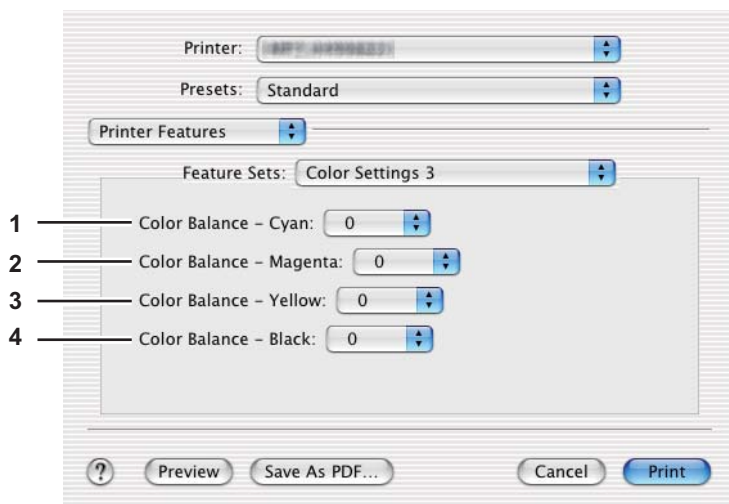 Printer:
Presets: Standard
Printer Features
Feature Sets: Color Settings 3
1 Color Balance – Cyan: 0
2 Color Balance – Magenta: 0
3 Color Balance – Yellow: 0
4 Color Balance – Black: 0
? Preview Save As PDF... Cancel Print